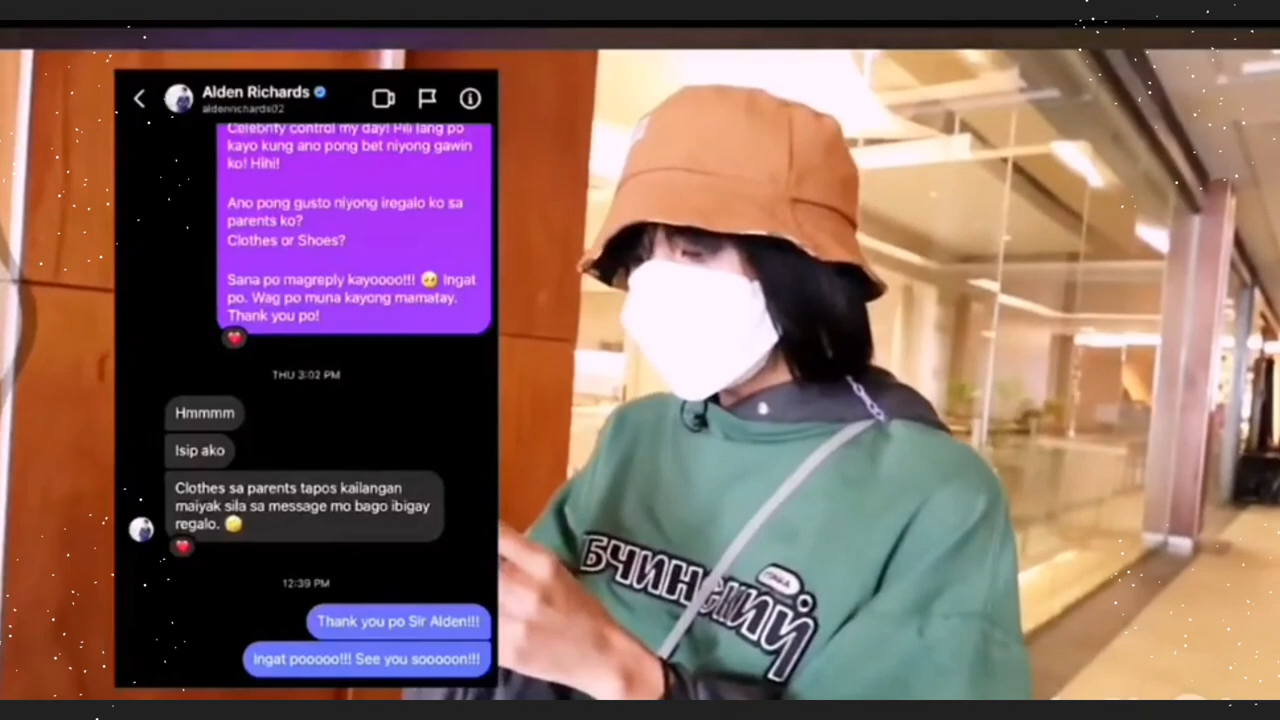 Alden Richards
aldenrichards02
Celebrity control my day! Pili lang po
kayo kung ano pong bet niyong gawin
ko! Hihi!
Ano pong gusto niyong iregalo ko sa
parents ko?
Clothes or Shoes?
Sana po magreply kayoooo!!! 🥺 Ingat
po. Wag po muna kayong mamatay.
Thank you po!
THU 3:02 PM
Hmmmm
Isip ako
Clothes sa parents tapos kailangan
maiyak sila sa message mo bago ibigay
regalo. 🤣
12:39 PM
Thank you po Sir Alden!!!
Ingat pooooo!!! See you sooooon!!!